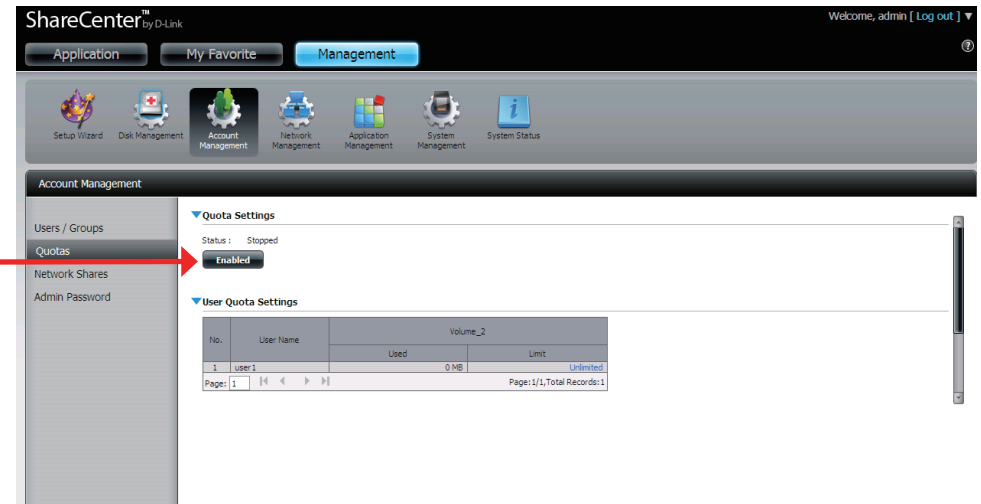 ShareCenter™ by D-Link
Welcome, admin [ Log out ] ▼
Application My Favorite Management
?
Setup Wizard Disk Management Account Management Network Management Application Management System Management System Status
Account Management
Users / Groups
Quotas
Network Shares
Admin Password
Quota Settings
Status : Stopped
Enabled
User Quota Settings
No. User Name Volume_2
Used Limit
1 user1 0 MB Unlimited
Page: 1 Page:1/1,Total Records:1